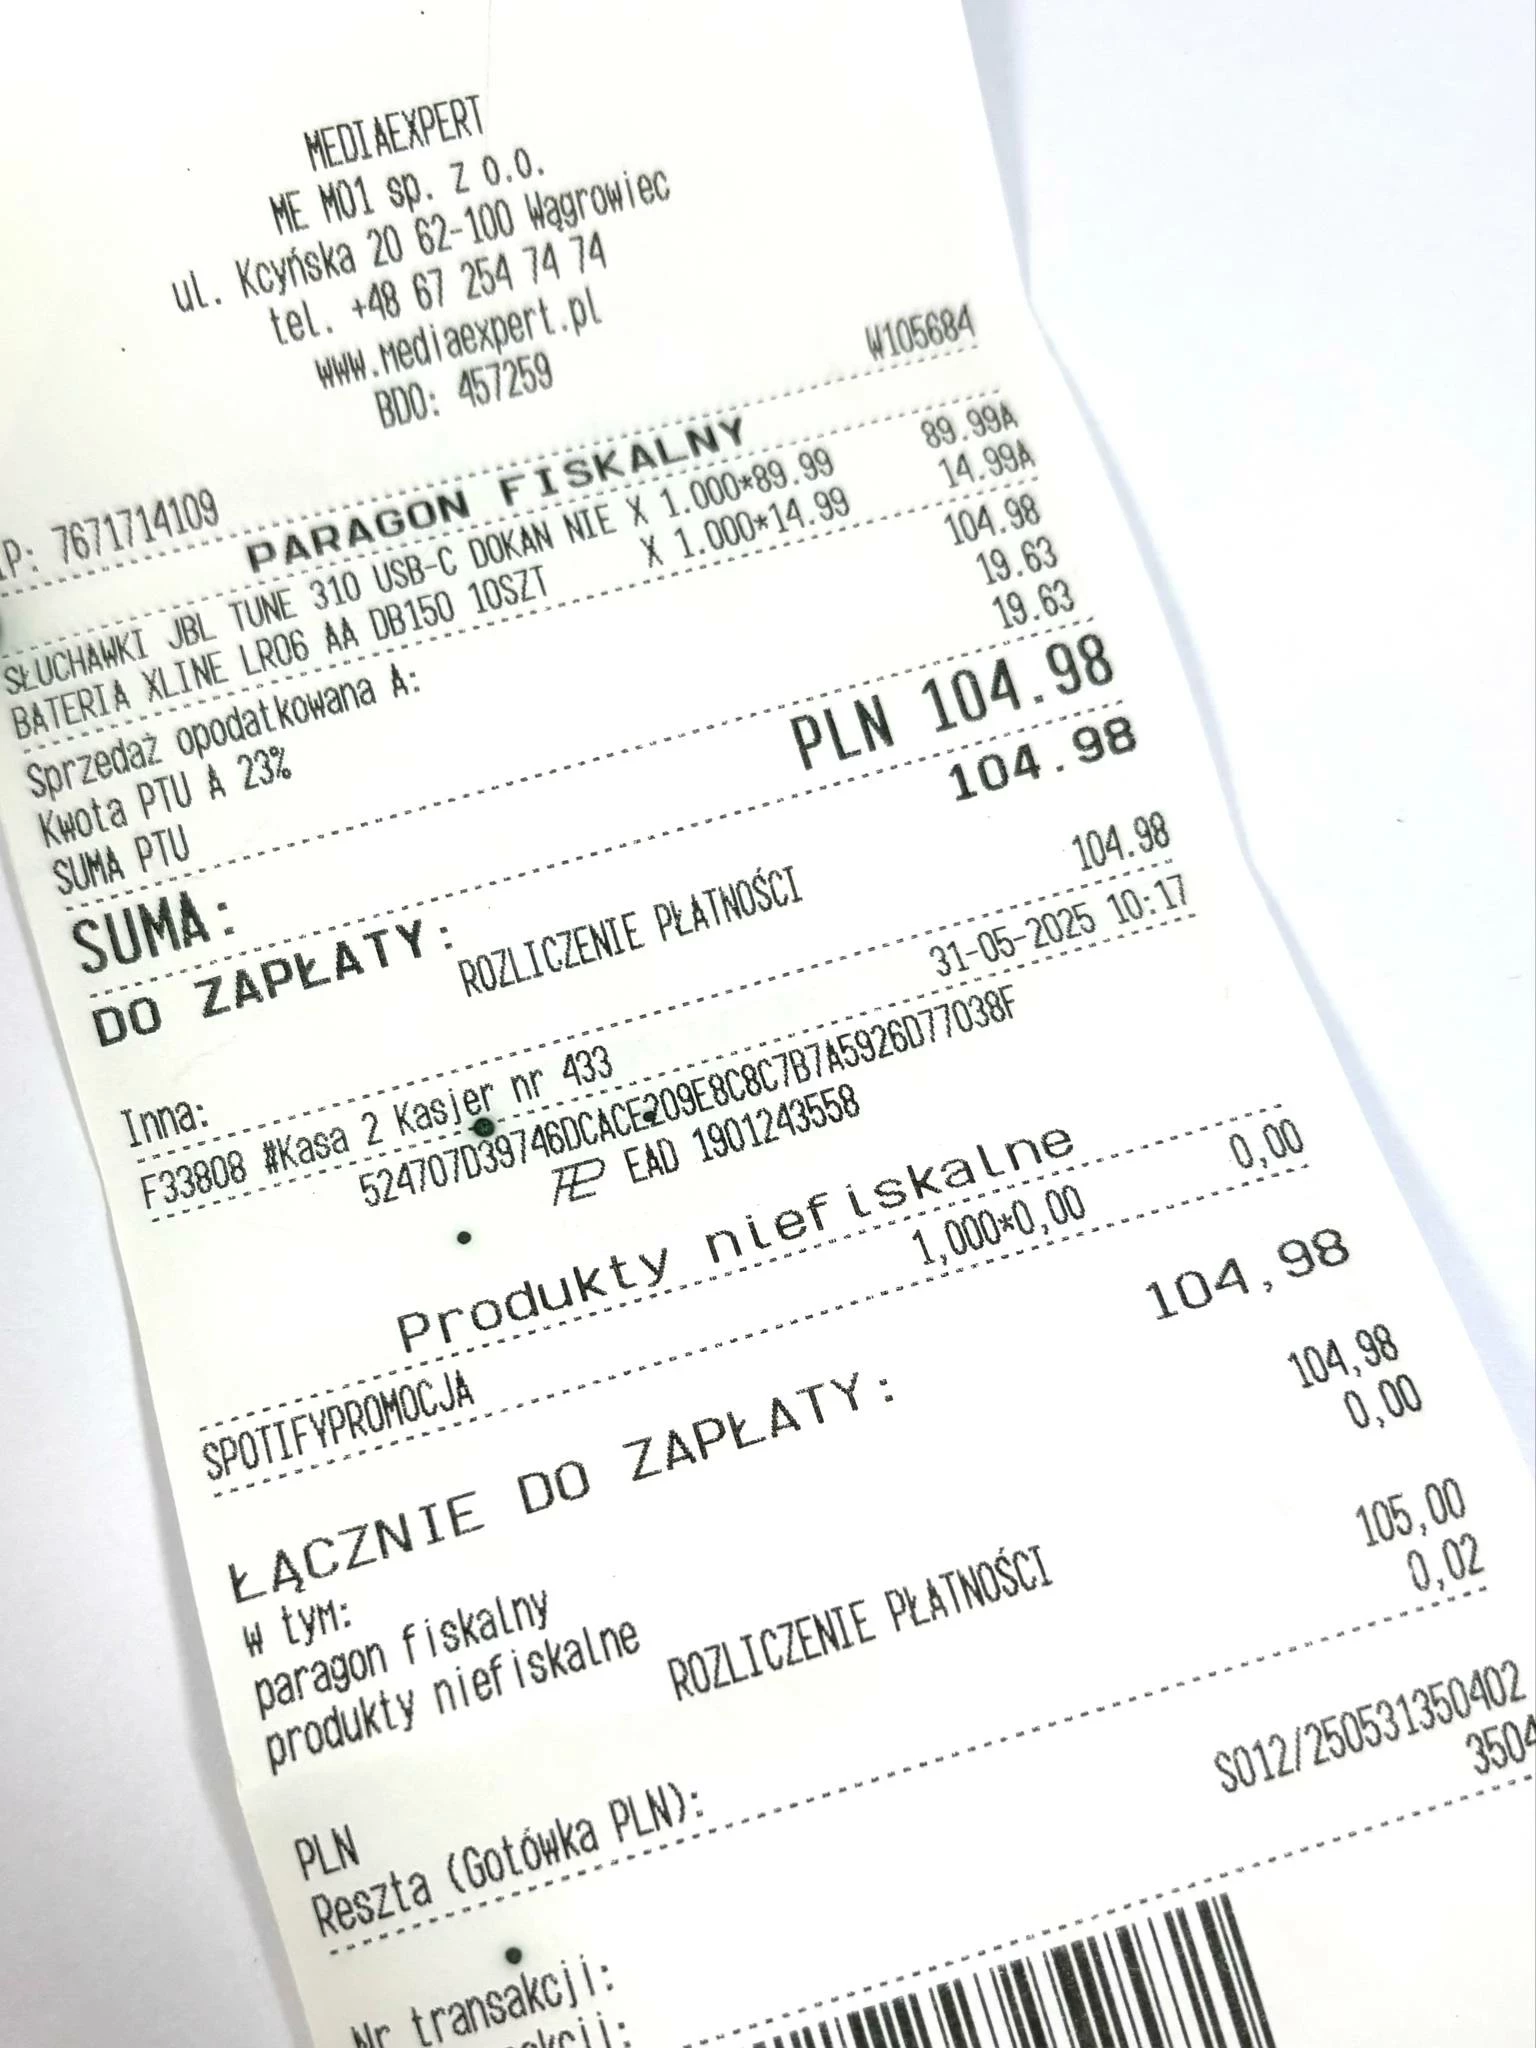 MEDIAEXPERT
ME M01 sp. z o.o.
ul. Kcyńska 20 62-100 Wągrowiec
tel. +48 67 254 74 74
www.mediaexpert.pl
BDO: 457259
IP: 7671714109 W105684
PARAGON FISKALNY
SŁUCHAWKI JBL TUNE 310 USB-C DOKAN NIE X 1.000*89.99 89.99A
BATERIA XLINE LR06 AA DB150 10SZT X 1.000*14.99 14.99A
Sprzedaż opodatkowana A: 104.98
Kwota PTU A 23% 19.63
SUMA PTU 19.63
SUMA: PLN 104.98
DO ZAPŁATY: 104.98
ROZLICZENIE PŁATNOŚCI
Inna: 104.98
F33808 #Kasa 2 Kasjer nr 433 31-05-2025 10:17
524707D39746DCACE209E8C8C7B7A5926D77038F
EAD 1901243558
Produkty niefiskalne
SPOTIFYPROMOCJA 1,000*0,00 0,00
ŁĄCZNIE DO ZAPŁATY: 104,98
w tym:
paragon fiskalny 104,98
produkty niefiskalne 0,00
ROZLICZENIE PŁATNOŚCI
PLN 105,00
Reszta (Gotówka PLN): 0,02
Nr transakcji: S012/250531350402
3504